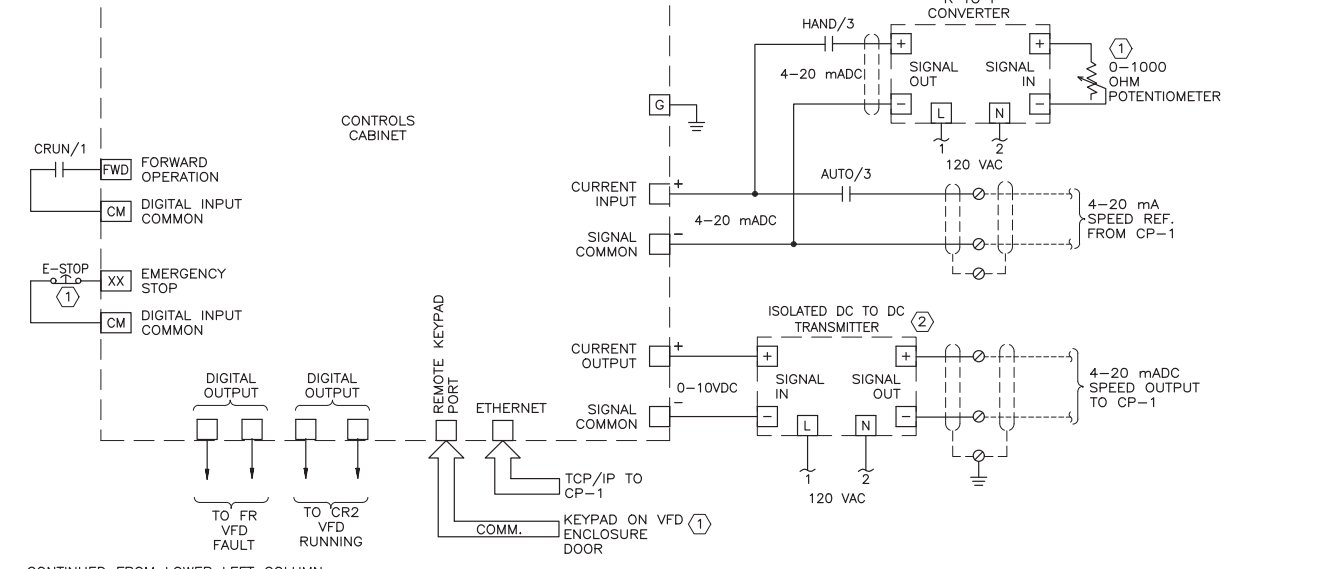 CONVERTER
HAND/3
+
+
1
4-20 mADC
SIGNAL
OUT
SIGNAL
IN
0-1000
OHM
POTENTIOMETER
-
-
L
N
1
2
120 VAC
G
CONTROLS
CABINET
CRUN/1
FWD
FORWARD
OPERATION
CM
DIGITAL INPUT
COMMON
E-STOP
1
XX
EMERGENCY
STOP
CM
DIGITAL INPUT
COMMON
CURRENT
INPUT
+
AUTO/3
4-20 mADC
SIGNAL
COMMON
-
4-20 mA
SPEED REF.
FROM CP-1
ISOLATED DC TO DC
TRANSMITTER
2
CURRENT
OUTPUT
+
+
+
0-10VDC
SIGNAL
IN
SIGNAL
OUT
SIGNAL
COMMON
-
-
-
L
N
1
2
120 VAC
4-20 mADC
SPEED OUTPUT
TO CP-1
DIGITAL
OUTPUT
DIGITAL
OUTPUT
REMOTE KEYPAD
PORT
ETHERNET
TO FR
VFD
FAULT
TO CR2
VFD
RUNNING
TCP/IP TO
CP-1
COMM.
KEYPAD ON VFD
ENCLOSURE
DOOR
1
CONTINUED FROM LOWER LEFT COLUMN